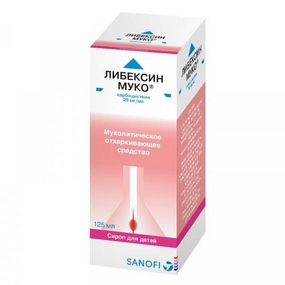 ЛИБЕКСИН
МУКО®
карбоцистеин
20 мг/мл
Муколитическое
отхаркивающее
средство
125 мл
Сироп для детей
SANOFI